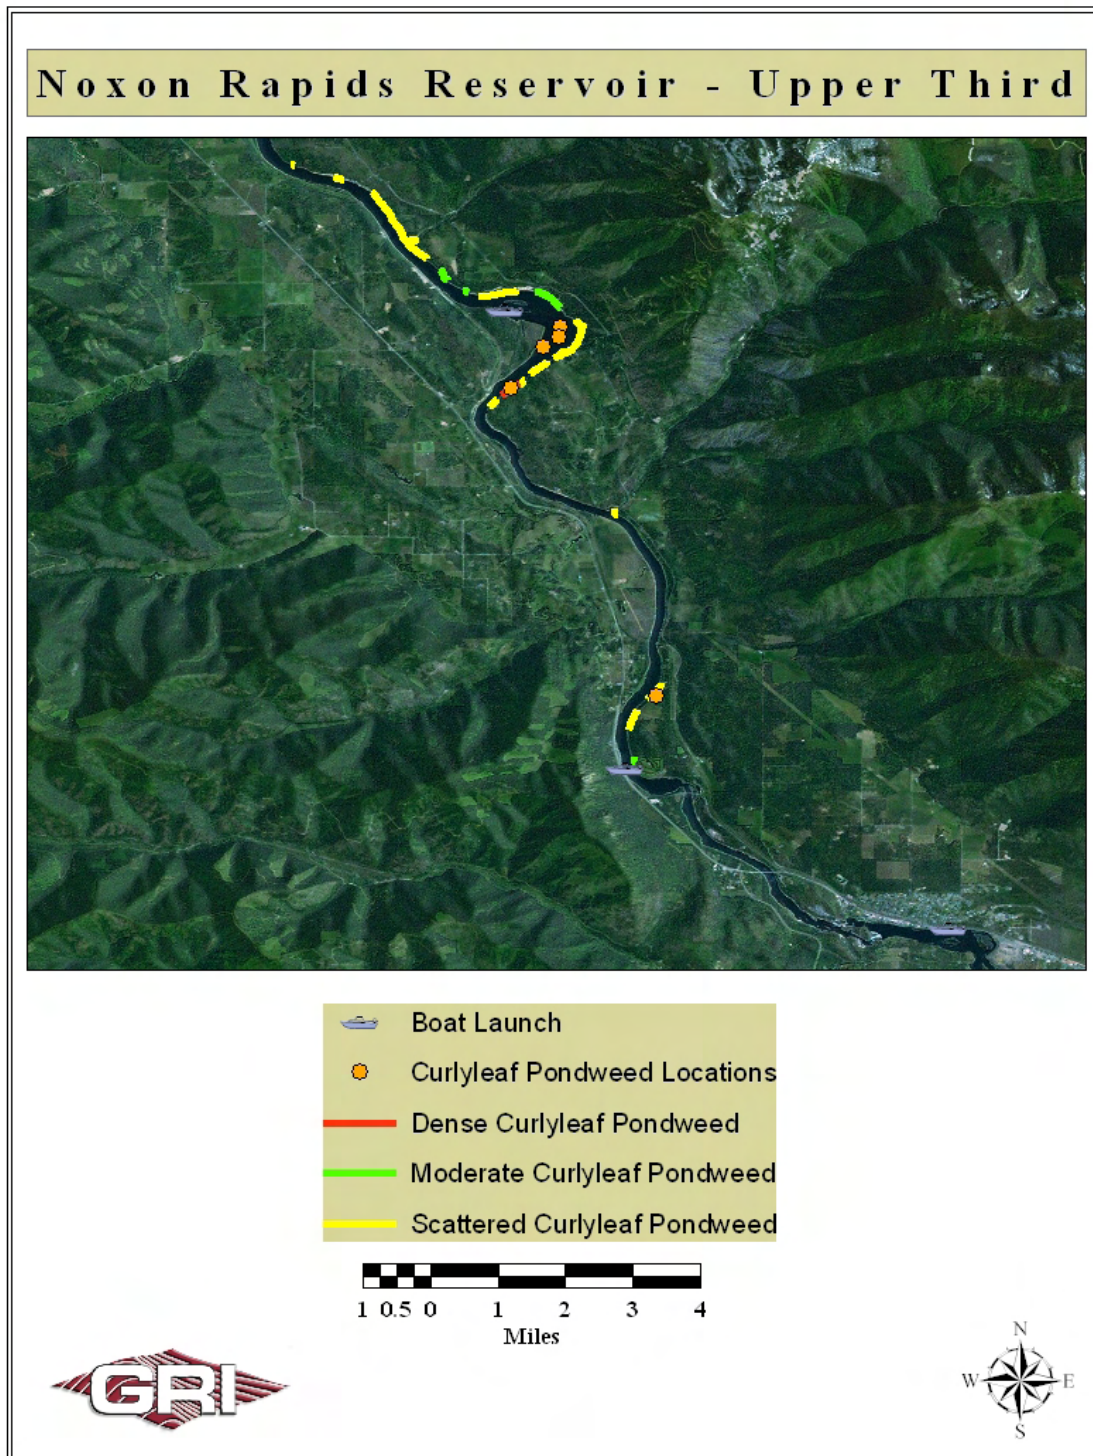 Noxon Rapids Reservoir - Upper Third
Boat Launch
Curlyleaf Pondweed Locations
Dense Curlyleaf Pondweed
Moderate Curlyleaf Pondweed
Scattered Curlyleaf Pondweed
1 0.5 0 1 2 3 4
Miles
GRI
N
W E
S